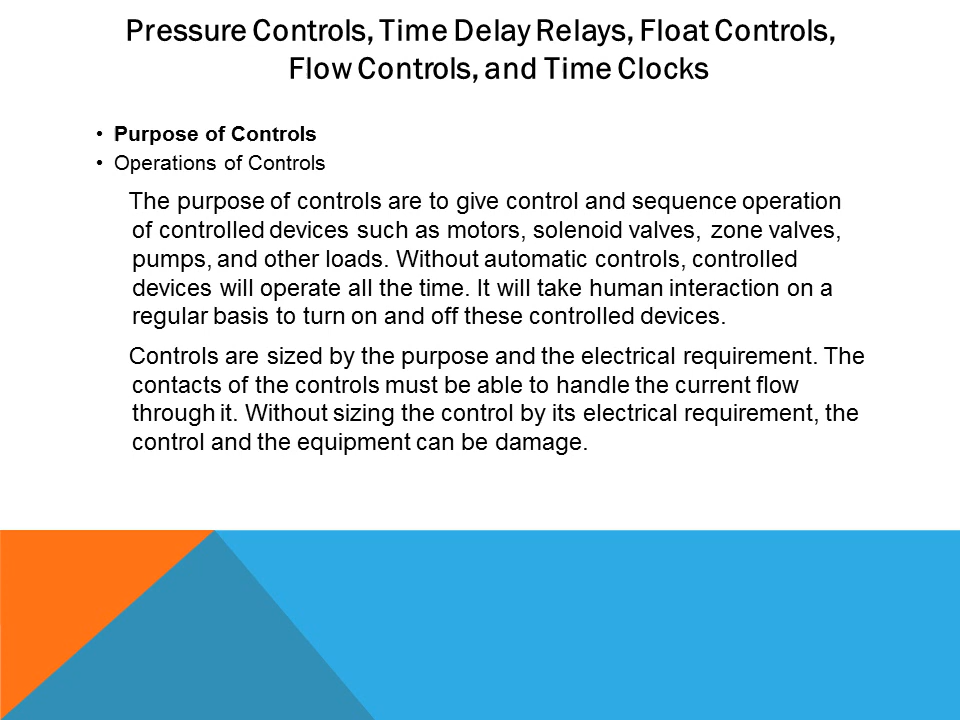 Pressure Controls, Time Delay Relays, Float Controls,
Flow Controls, and Time Clocks
• Purpose of Controls
• Operations of Controls
The purpose of controls are to give control and sequence operation
of controlled devices such as motors, solenoid valves, zone valves,
pumps, and other loads. Without automatic controls, controlled
devices will operate all the time. It will take human interaction on a
regular basis to turn on and off these controlled devices.
Controls are sized by the purpose and the electrical requirement. The
contacts of the controls must be able to handle the current flow
through it. Without sizing the control by its electrical requirement, the
control and the equipment can be damage.